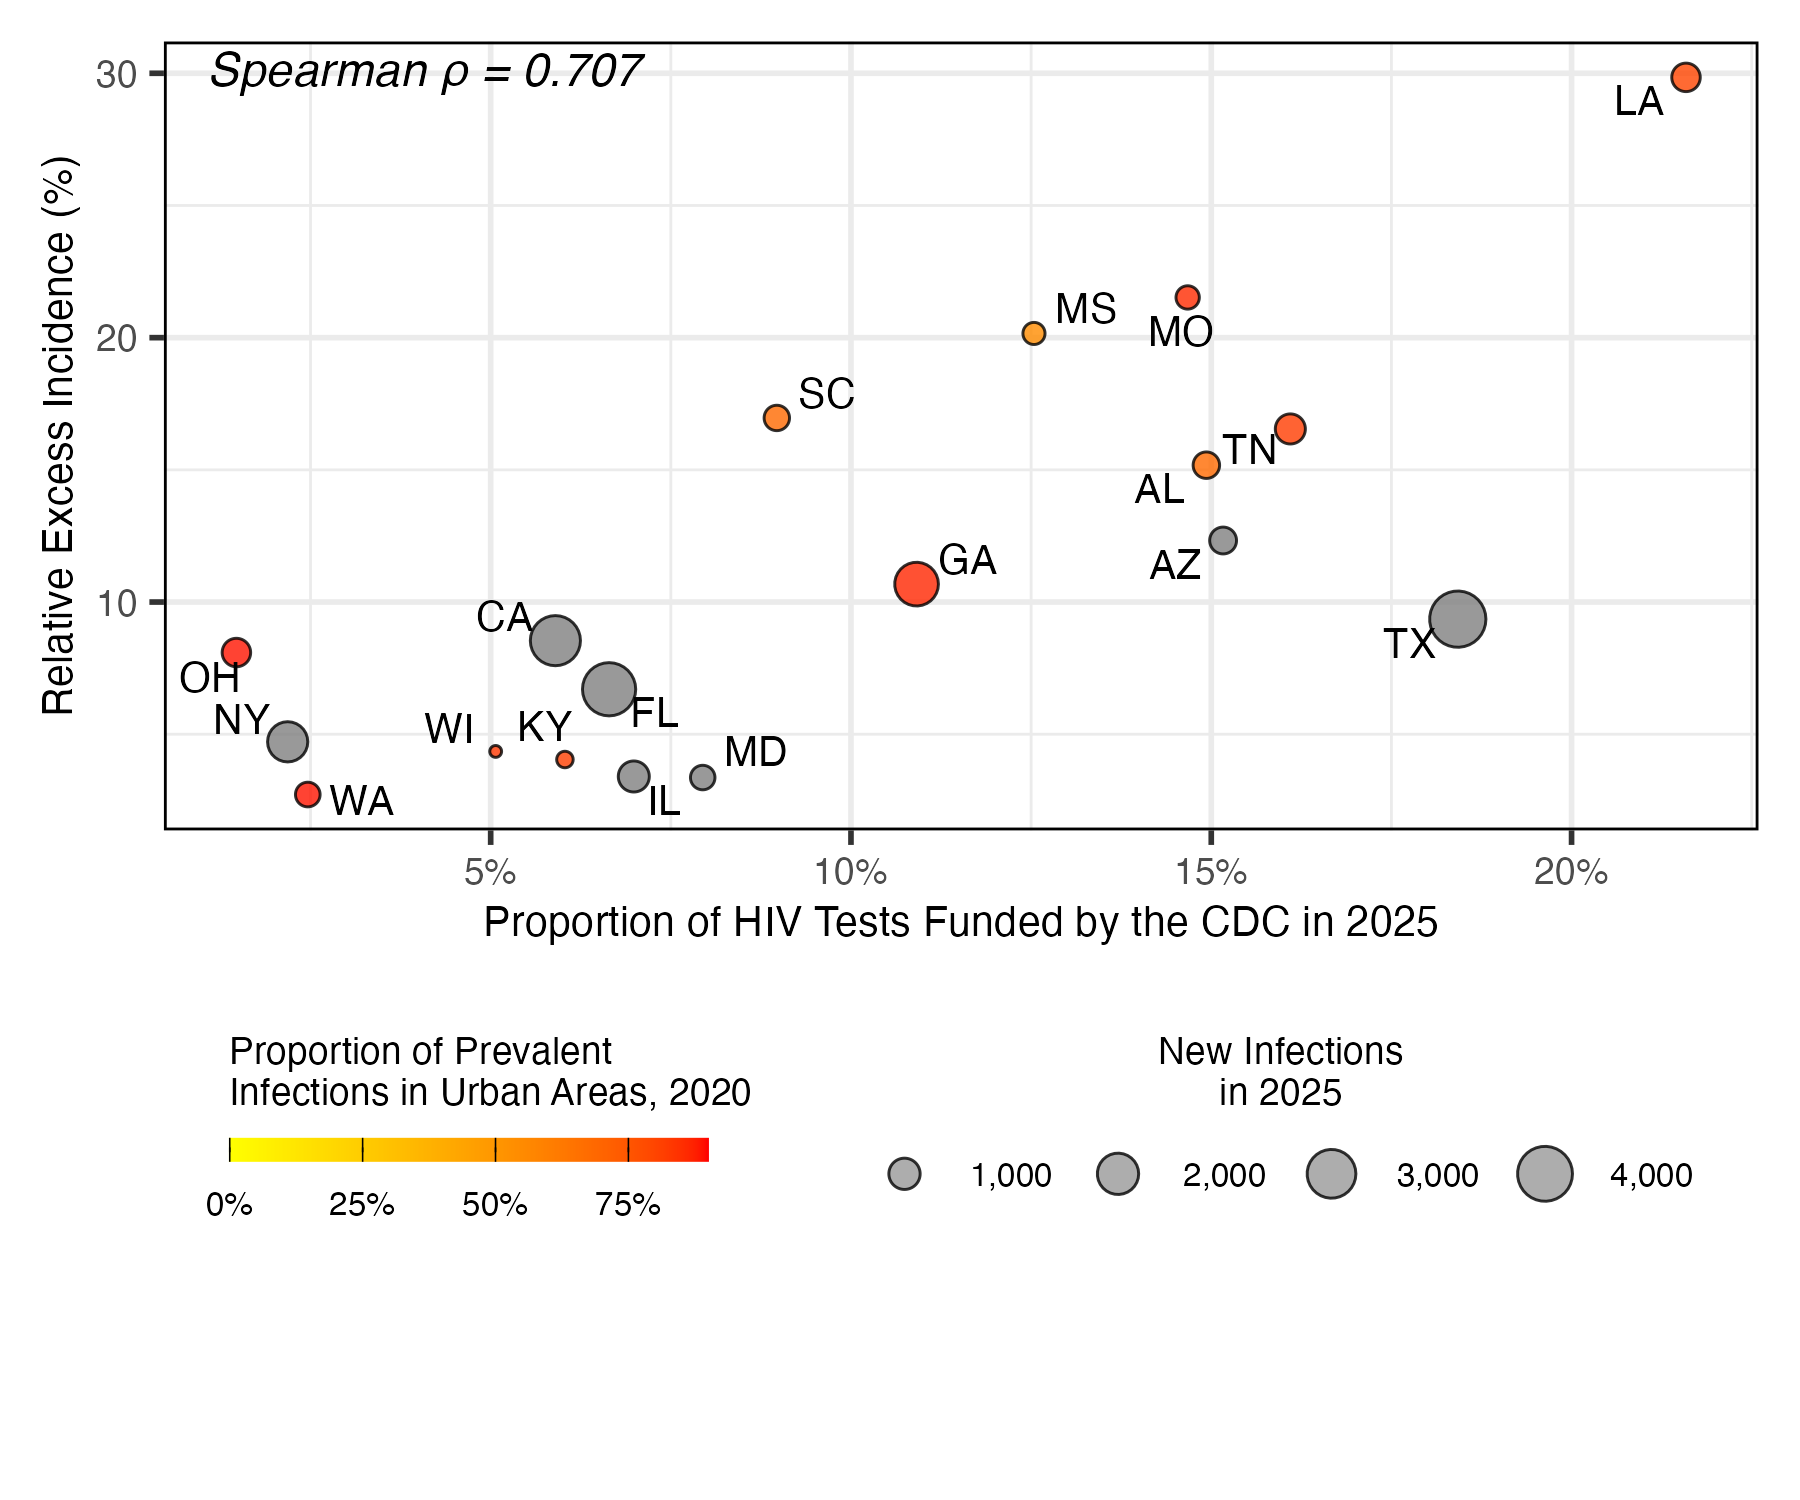 Spearman ρ = 0.707
30
20
10
Relative Excess Incidence (%)
LA
MS
MO
SC
TN
AL
AZ
GA
CA
TX
OH
FL
NY
WI
KY
MD
WA
IL
5%
10%
15%
20%
Proportion of HIV Tests Funded by the CDC in 2025
Proportion of Prevalent
Infections in Urban Areas, 2020
0%
25%
50%
75%
New Infections
in 2025
1,000
2,000
3,000
4,000